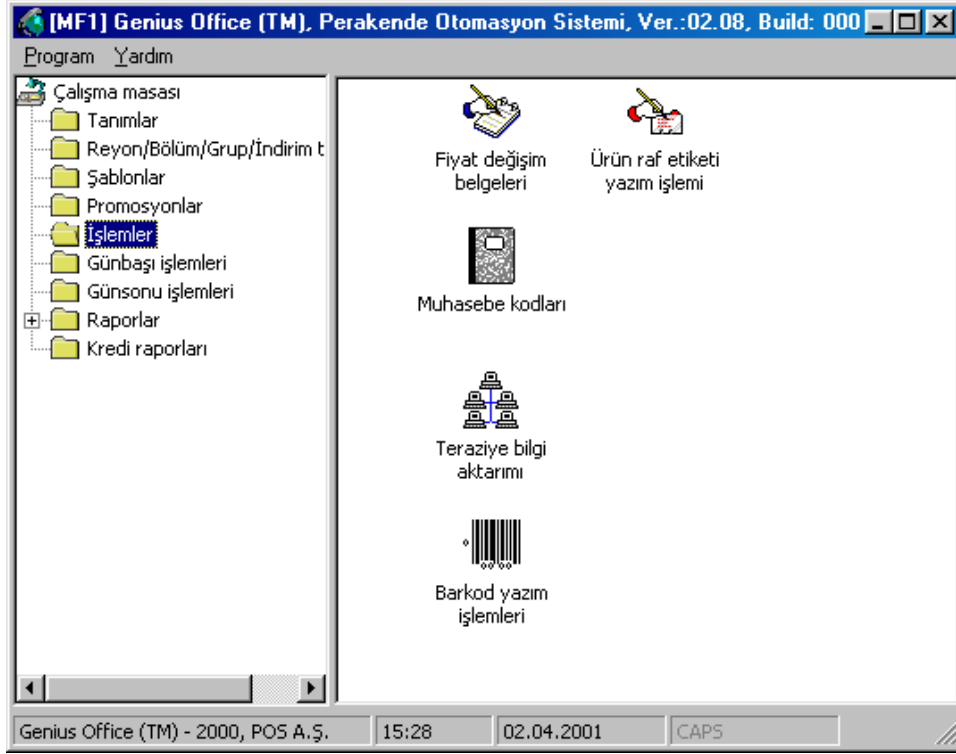 [MF1] Genius Office (TM), Perakende Otomasyon Sistemi, Ver.:02.08, Build: 000
Program Yardım
Çalışma masası
Tanımlar
Reyon/Bölüm/Grup/İndirim t
Şablonlar
Promosyonlar
İşlemler
Günbaşı işlemleri
Günsonu işlemleri
Raporlar
Kredi raporları
Fiyat değişim
belgeleri
Ürün raf etiketi
yazım işlemi
Muhasebe kodları
Teraziye bilgi
aktarımı
Barkod yazım
işlemleri
Genius Office (TM) - 2000, POS A.Ş. 15:28 02.04.2001 CAPS